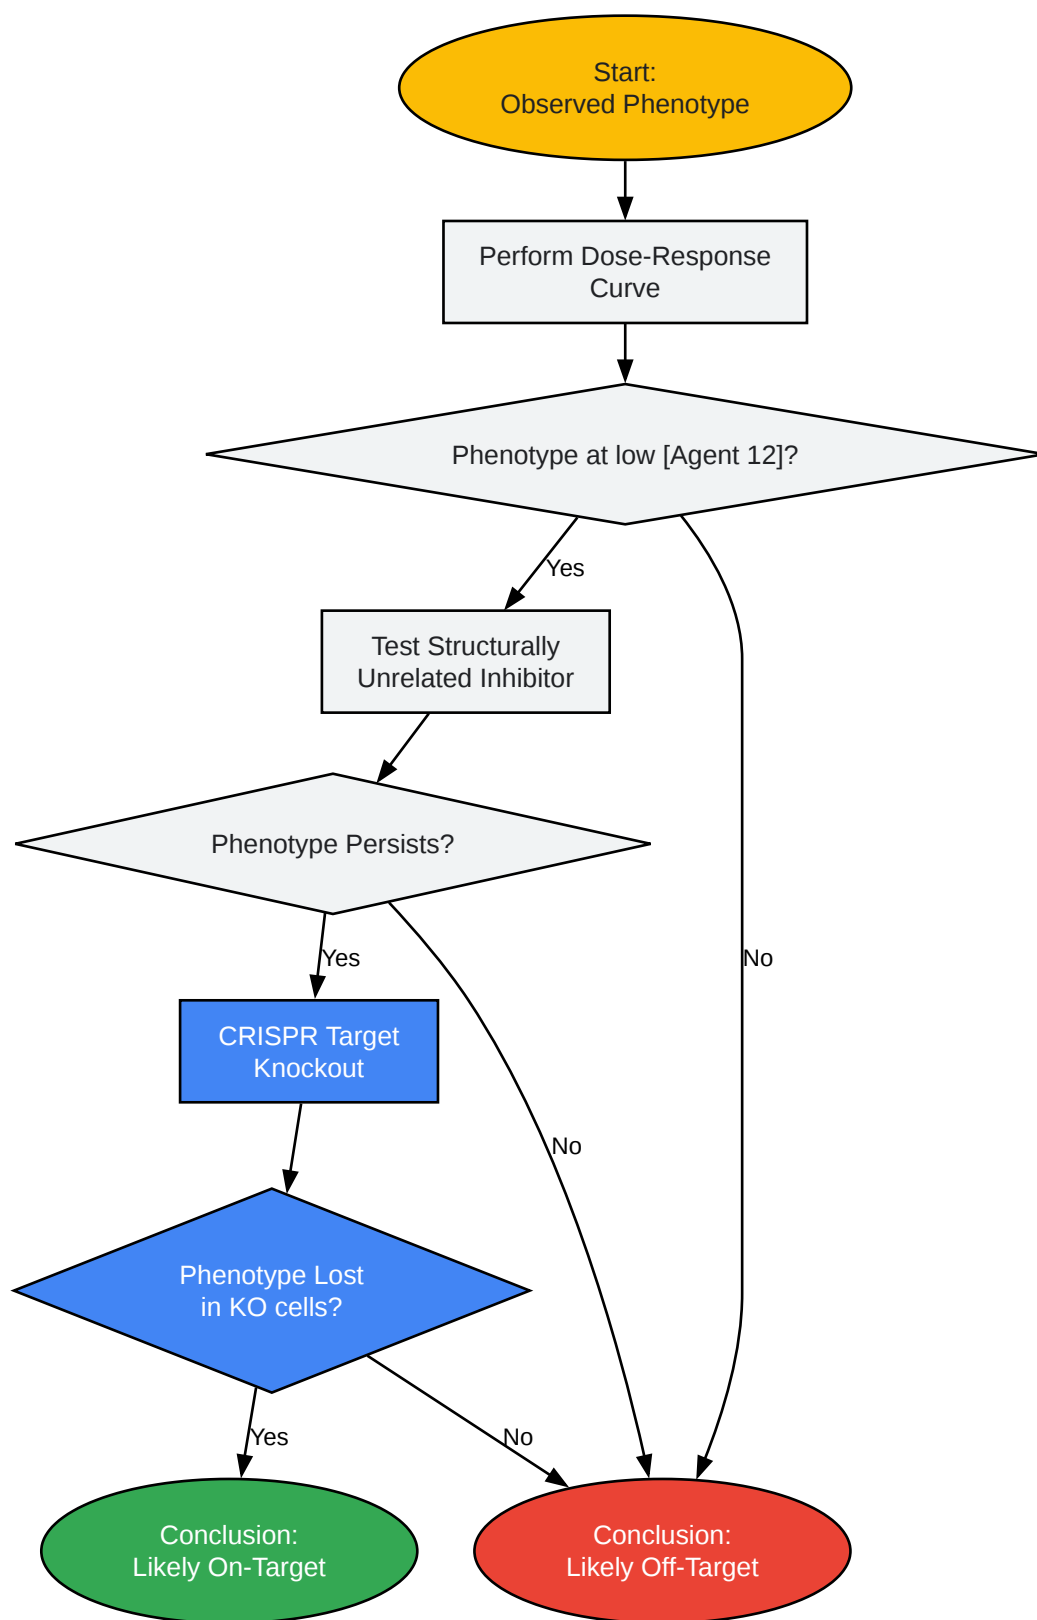 Start:
Observed Phenotype
Perform Dose-Response
Curve
Phenotype at low [Agent 12]?
Yes
Test Structurally
Unrelated Inhibitor
Phenotype Persists?
Yes
No
CRISPR Target
Knockout
No
Phenotype Lost
in KO cells?
Yes
No
Conclusion:
Likely On-Target
Conclusion:
Likely Off-Target